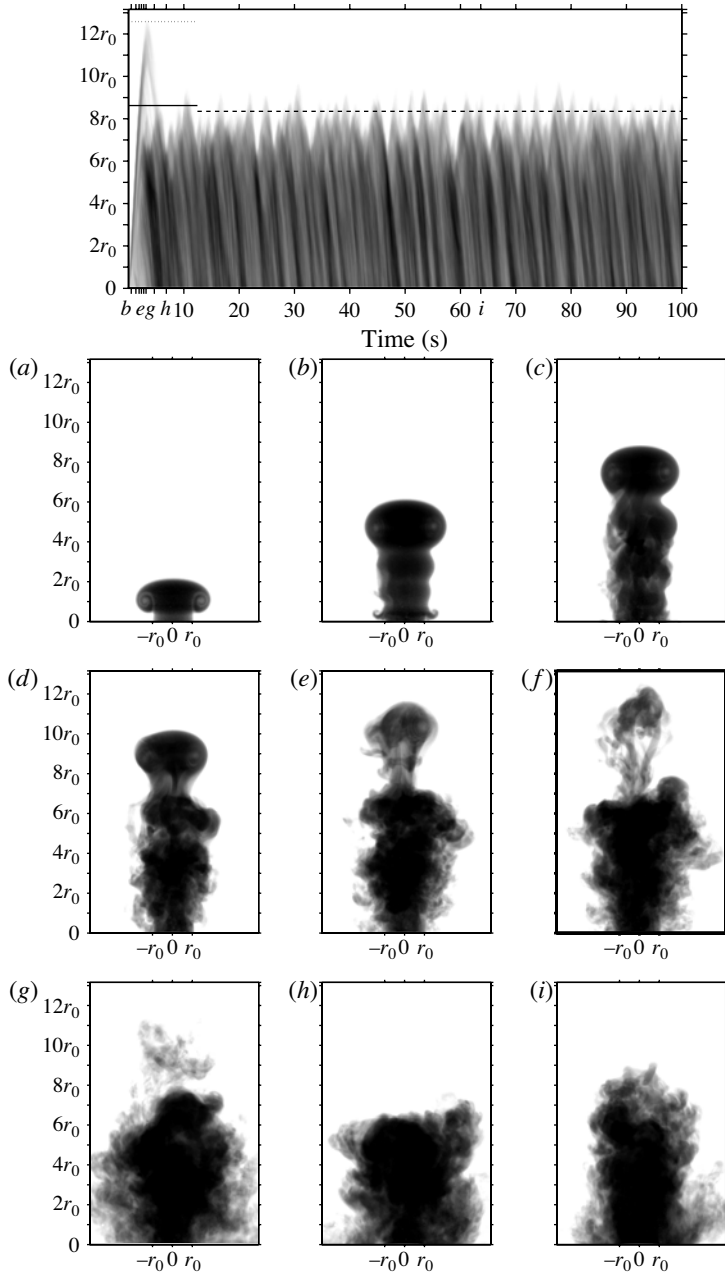 12r₀
10r₀
8r₀
6r₀
4r₀
2r₀
0
b eg h 10 20 30 40 50 60 i 70 80 90 100
Time (s)
(a) (b) (c)
12r₀
10r₀
8r₀
6r₀
4r₀
2r₀
0
−r₀ 0 r₀ −r₀ 0 r₀ −r₀ 0 r₀
(d) (e) (f)
12r₀
10r₀
8r₀
6r₀
4r₀
2r₀
0
−r₀ 0 r₀ −r₀ 0 r₀ −r₀ 0 r₀
(g) (h) (i)
12r₀
10r₀
8r₀
6r₀
4r₀
2r₀
0
−r₀ 0 r₀ −r₀ 0 r₀ −r₀ 0 r₀